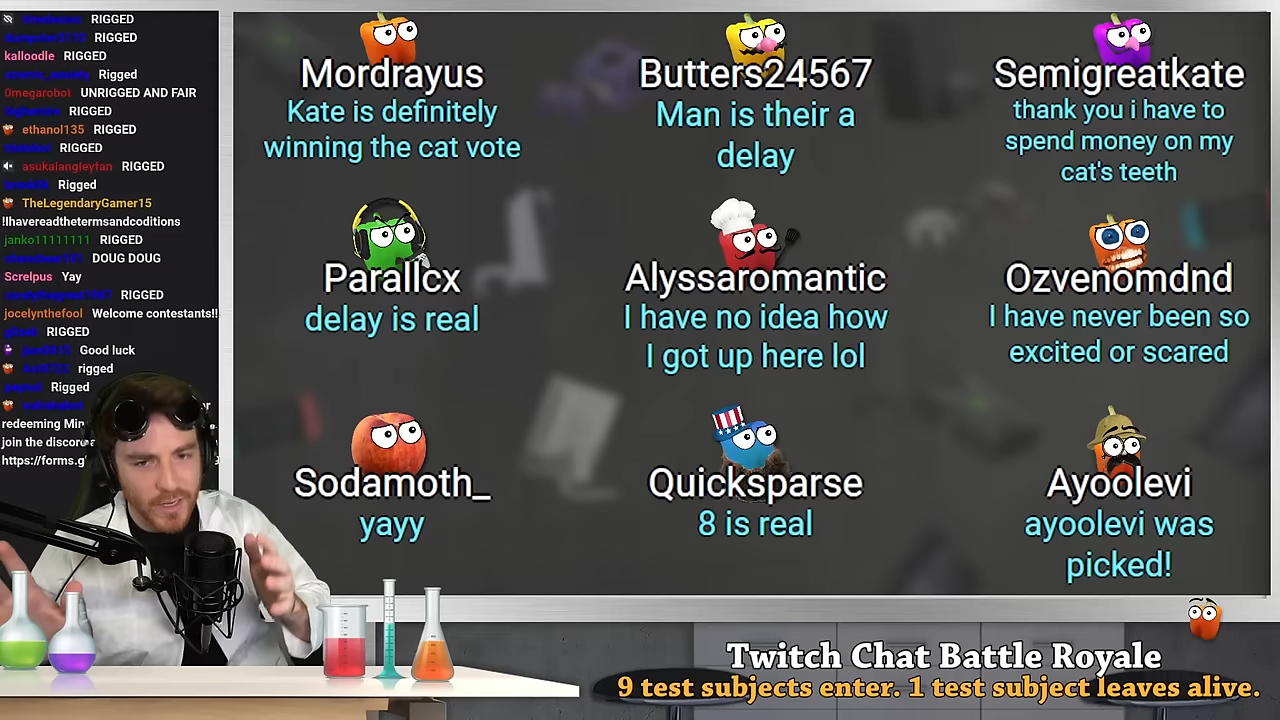 RIGGED
RIGGED
kalloodle RIGGED
Rigged
0megarobot UNRIGGED AND FAIR
RIGGED
ethanol135 RIGGED
RIGGED
asukalangleyfan RIGGED
Rigged
TheLegendaryGamer15
!Ihavereadthetermsandcoditions
janko11111111 RIGGED
DOUG DOUG
Screlpus Yay
RIGGED
jocelynthefool Welcome contestants!!
RIGGED
Good luck
rigged
Rigged
redeeming
join the discord
https://forms.g
Mordrayus
Kate is definitely
winning the cat vote
Butters24567
Man is their a
delay
Semigreatkate
thank you i have to
spend money on my
cat's teeth
Parallcx
delay is real
Alyssaromantic
I have no idea how
I got up here lol
Ozvenomdnd
I have never been so
excited or scared
Sodamoth_
yayy
Quicksparse
8 is real
Ayoolevi
ayoolevi was
picked!
Twitch Chat Battle Royale
9 test subjects enter. 1 test subject leaves alive.